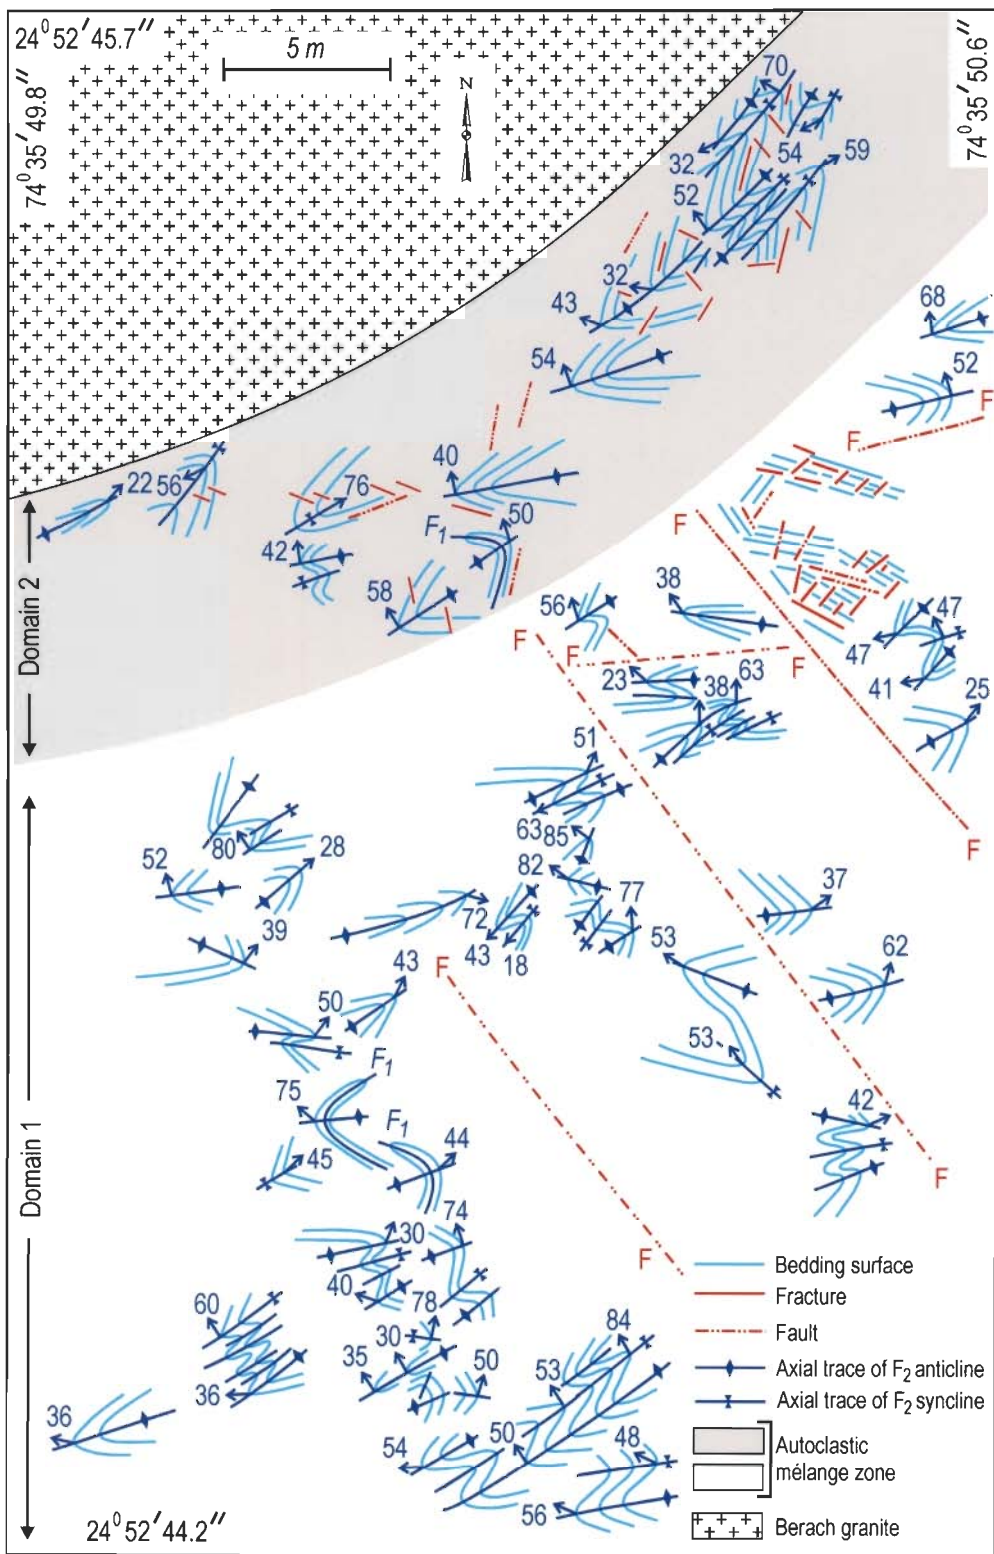 24⁰ 52′ 45.7″
5 m
N
74⁰ 35′ 49.8″
74⁰ 35′ 50.6″
70
32
54
59
52
32
43
68
54
52
F
F
22
56
76
40
50
F₁
42
58
F
56
38
47
47
41
25
F
F
F
23
38
63
51
63
85
F
52
80
28
39
82
77
72
43
18
37
53
62
43
F
50
53
F₁
75
F₁
44
42
45
F
74
30
40
F
60
78
30
35
50
84
53
36
36
54
50
48
56
Domain 2
Domain 1
Bedding surface
Fracture
Fault
Axial trace of F₂ anticline
Axial trace of F₂ syncline
Autoclastic
mélange zone
Berach granite
24⁰ 52′ 44.2″